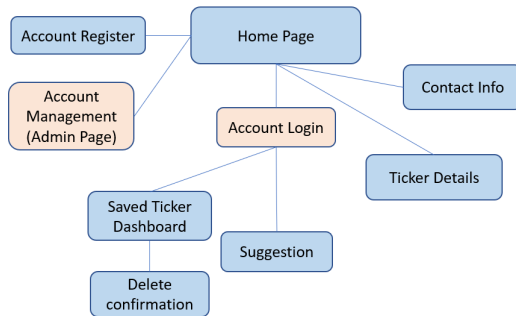 Account Register
Home Page
Contact Info
Account
Management
(Admin Page)
Account Login
Ticker Details
Saved Ticker
Dashboard
Suggestion
Delete
confirmation